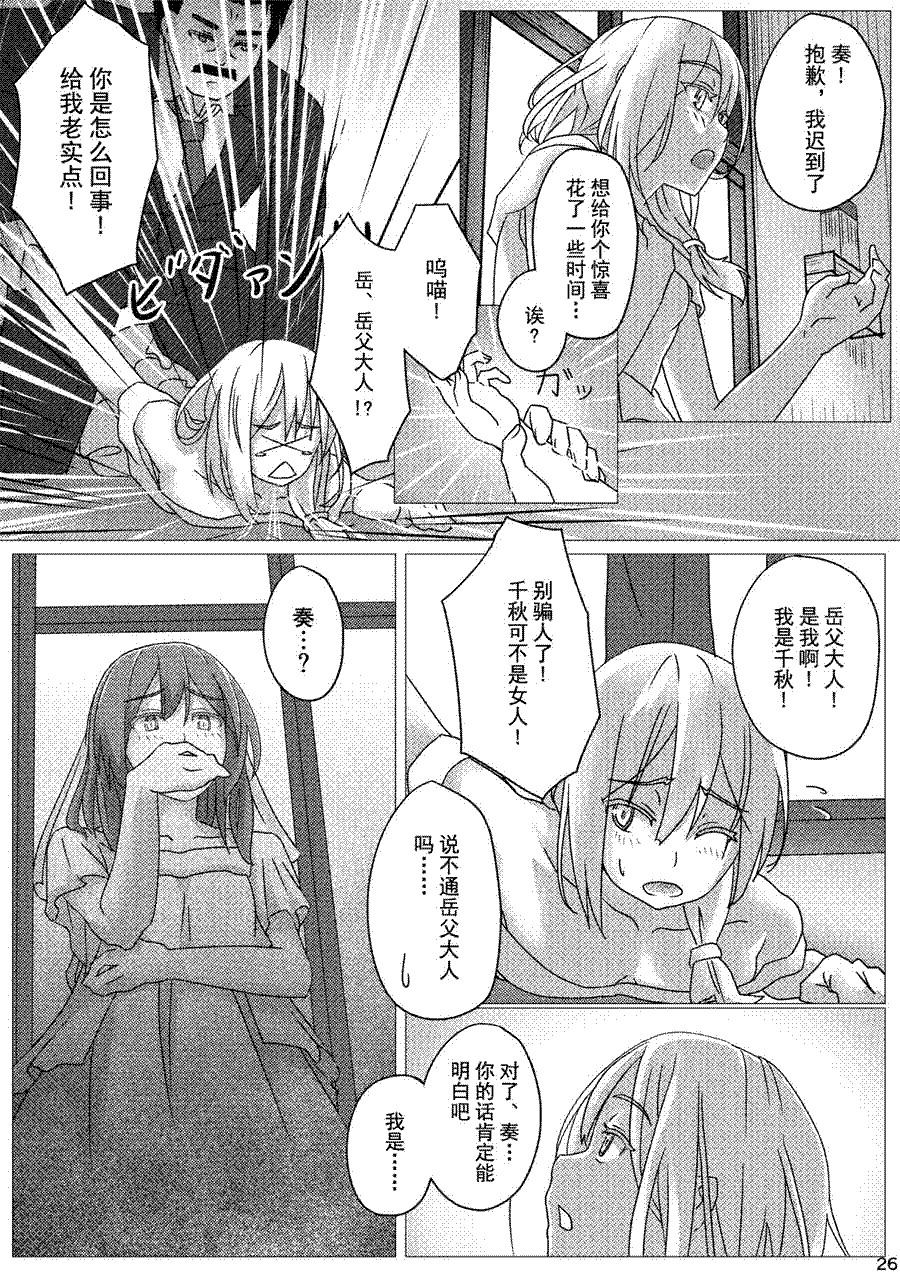 奏！
抱歉，我迟到了
想给你个惊喜
花了一些时间…
诶？
ガッ
呜喵！
岳、岳父大人！？
你是怎么回事！
给我老实点！
ビダァン！！
岳父大人！
是我啊！
我是千秋！
别骗人了！
千秋可不是女人！
说不通岳父大人
吗……
奏…？
对了、奏…
你的话肯定能
明白吧
我是……
26